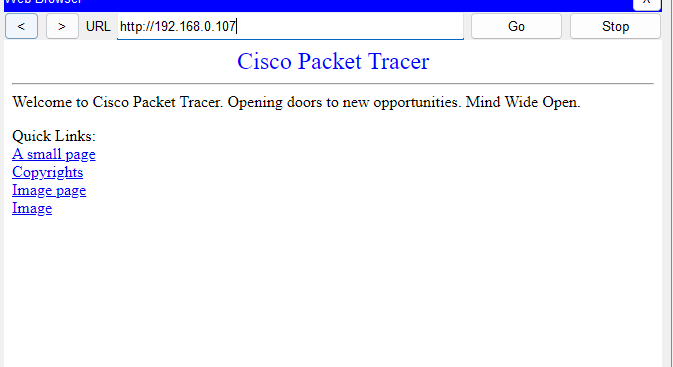 Web Browser
X
< > URL http://192.168.0.107 Go Stop
Cisco Packet Tracer
Welcome to Cisco Packet Tracer. Opening doors to new opportunities. Mind Wide Open.
Quick Links:
A small page
Copyrights
Image page
Image